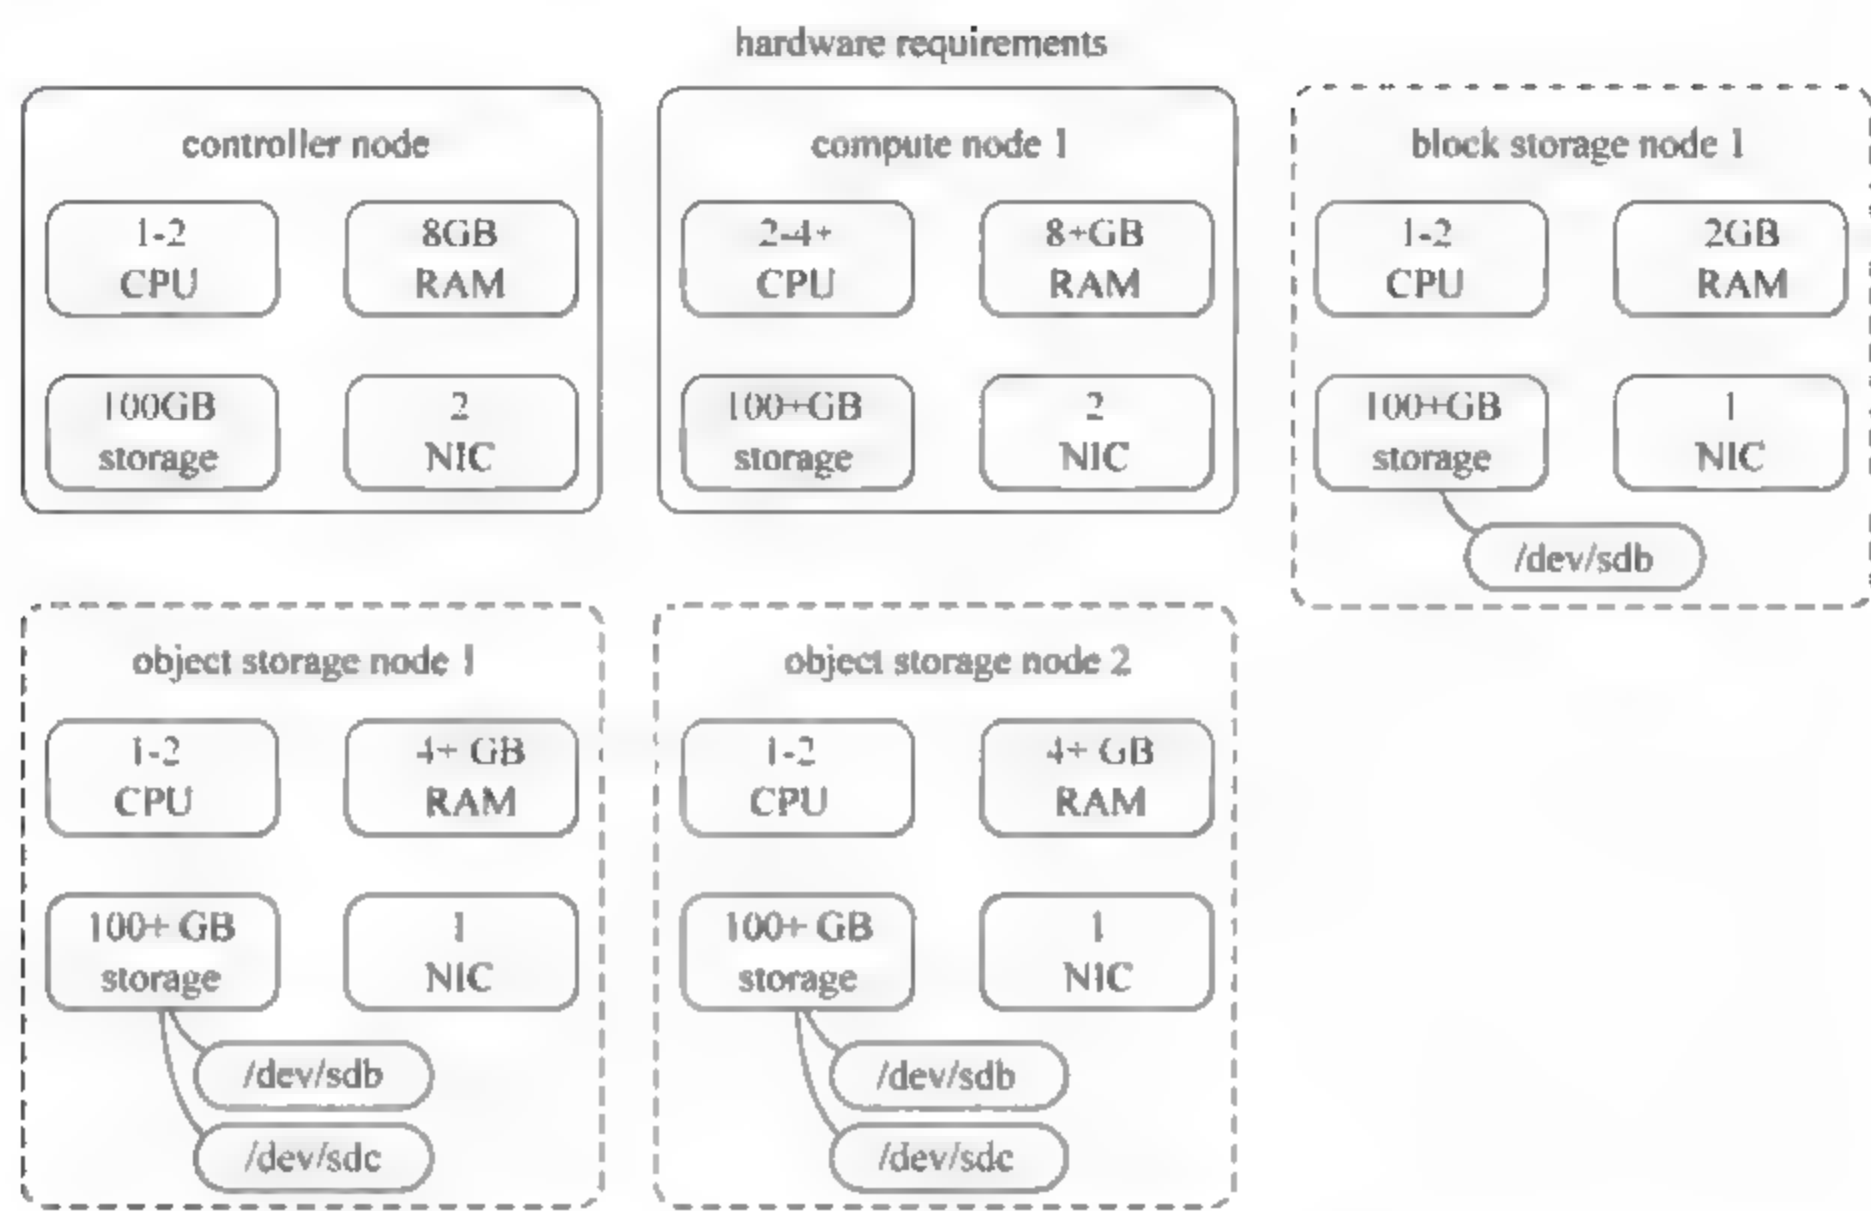 hardware requirements
controller node
1-2
CPU
8GB
RAM
100GB
storage
2
NIC
compute node 1
2-4+
CPU
8+GB
RAM
100+GB
storage
2
NIC
block storage node 1
1-2
CPU
2GB
RAM
100+GB
storage
1
NIC
/dev/sdb
object storage node 1
1-2
CPU
4+ GB
RAM
100+ GB
storage
1
NIC
/dev/sdb
/dev/sdc
object storage node 2
1-2
CPU
4+ GB
RAM
100+ GB
storage
1
NIC
/dev/sdb
/dev/sdc